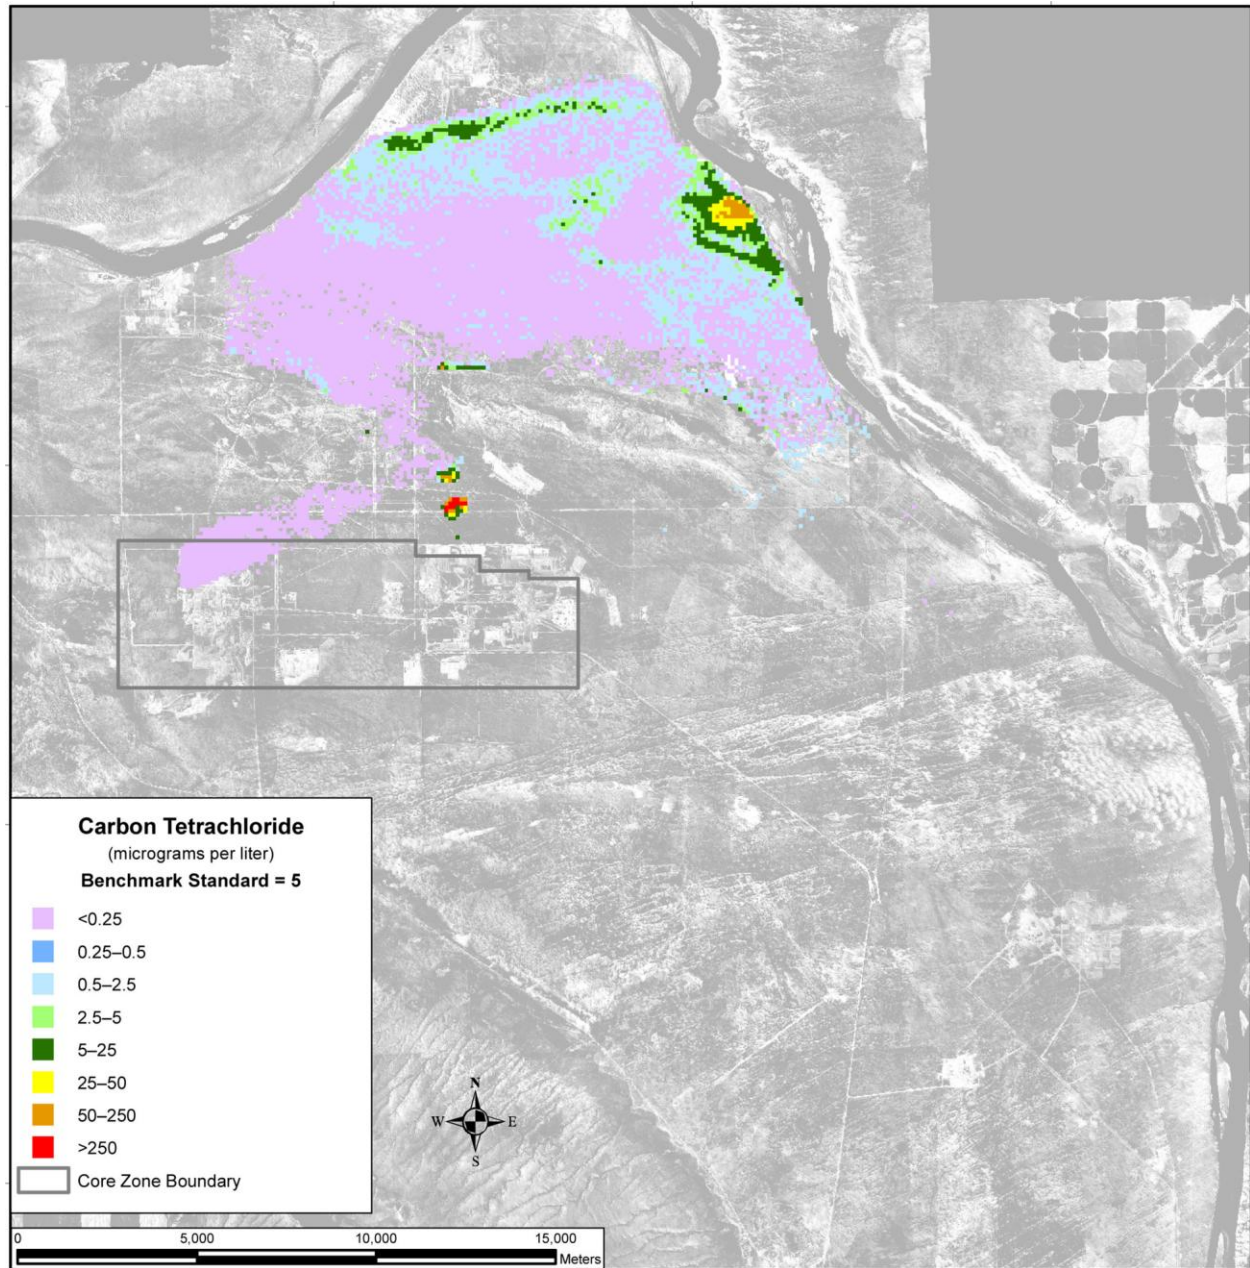 Carbon Tetrachloride
(micrograms per liter)
Benchmark Standard = 5
<0.25
0.25–0.5
0.5–2.5
2.5–5
5–25
25–50
50–250
>250
Core Zone Boundary
N
W E
S
0 5,000 10,000 15,000
Meters